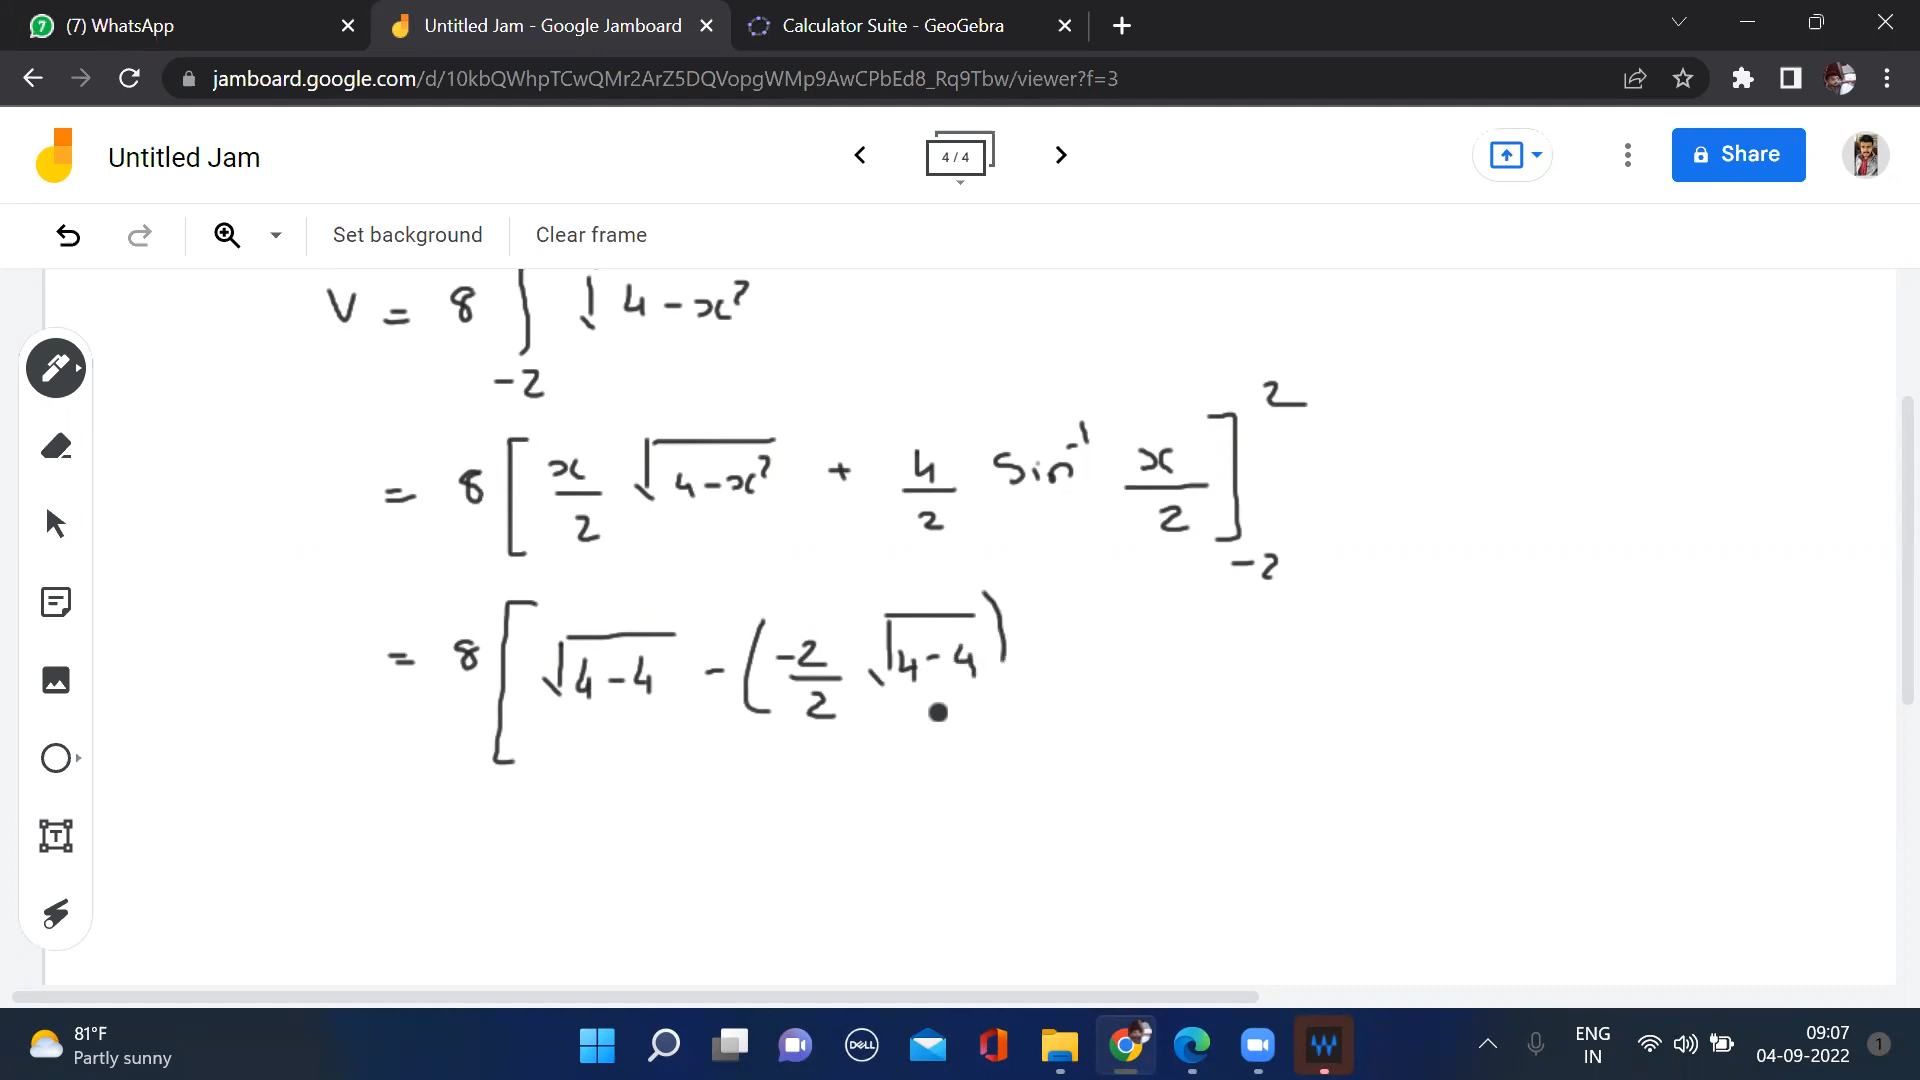 (7) WhatsApp
Untitled Jam - Google Jamboard
Calculator Suite - GeoGebra
jamboard.google.com/d/10kbQWhpTCwQMr2ArZ5DQVopgWMp9AwCPbEd8_Rq9Tbw/viewer?f=3
Untitled Jam
4 / 4
Share
Set background
Clear frame
V = 8 ∫ √4-x²
-2
= 8 [ x/2 √4-x² + 4/2 Sin⁻¹ x/2 ]
2
-2
= 8 [ √4-4 - ( -2/2 √4-4 )
81°F
Partly sunny
DELL
ENG
IN
09:07
04-09-2022
1